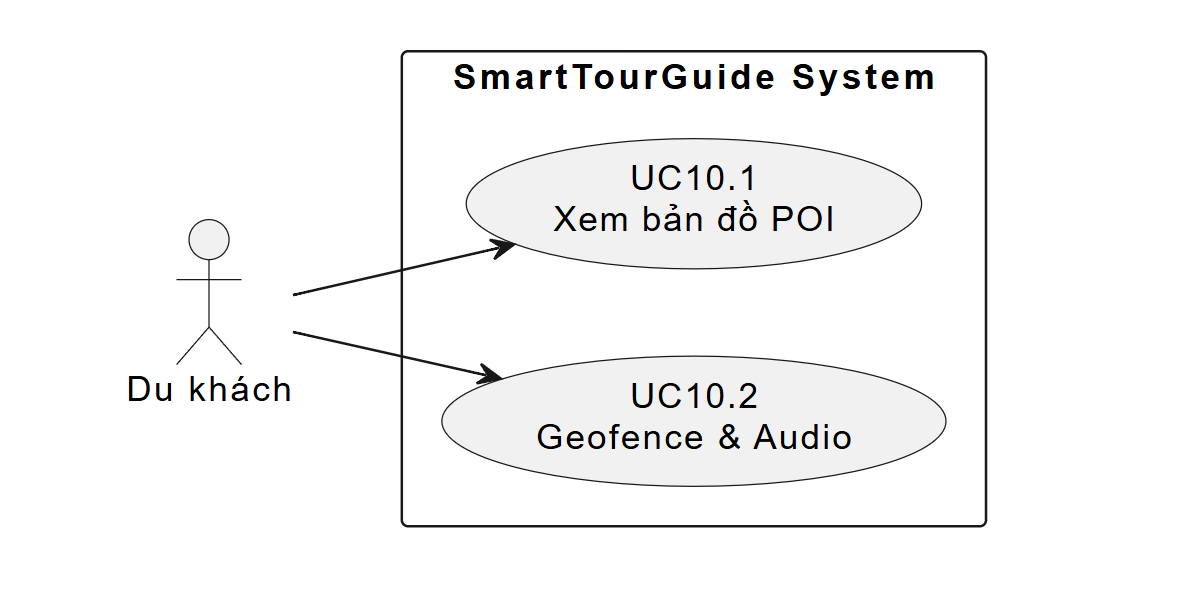 SmartTourGuide System
UC10.1
Xem bản đồ POI
Du khách
UC10.2
Geofence & Audio